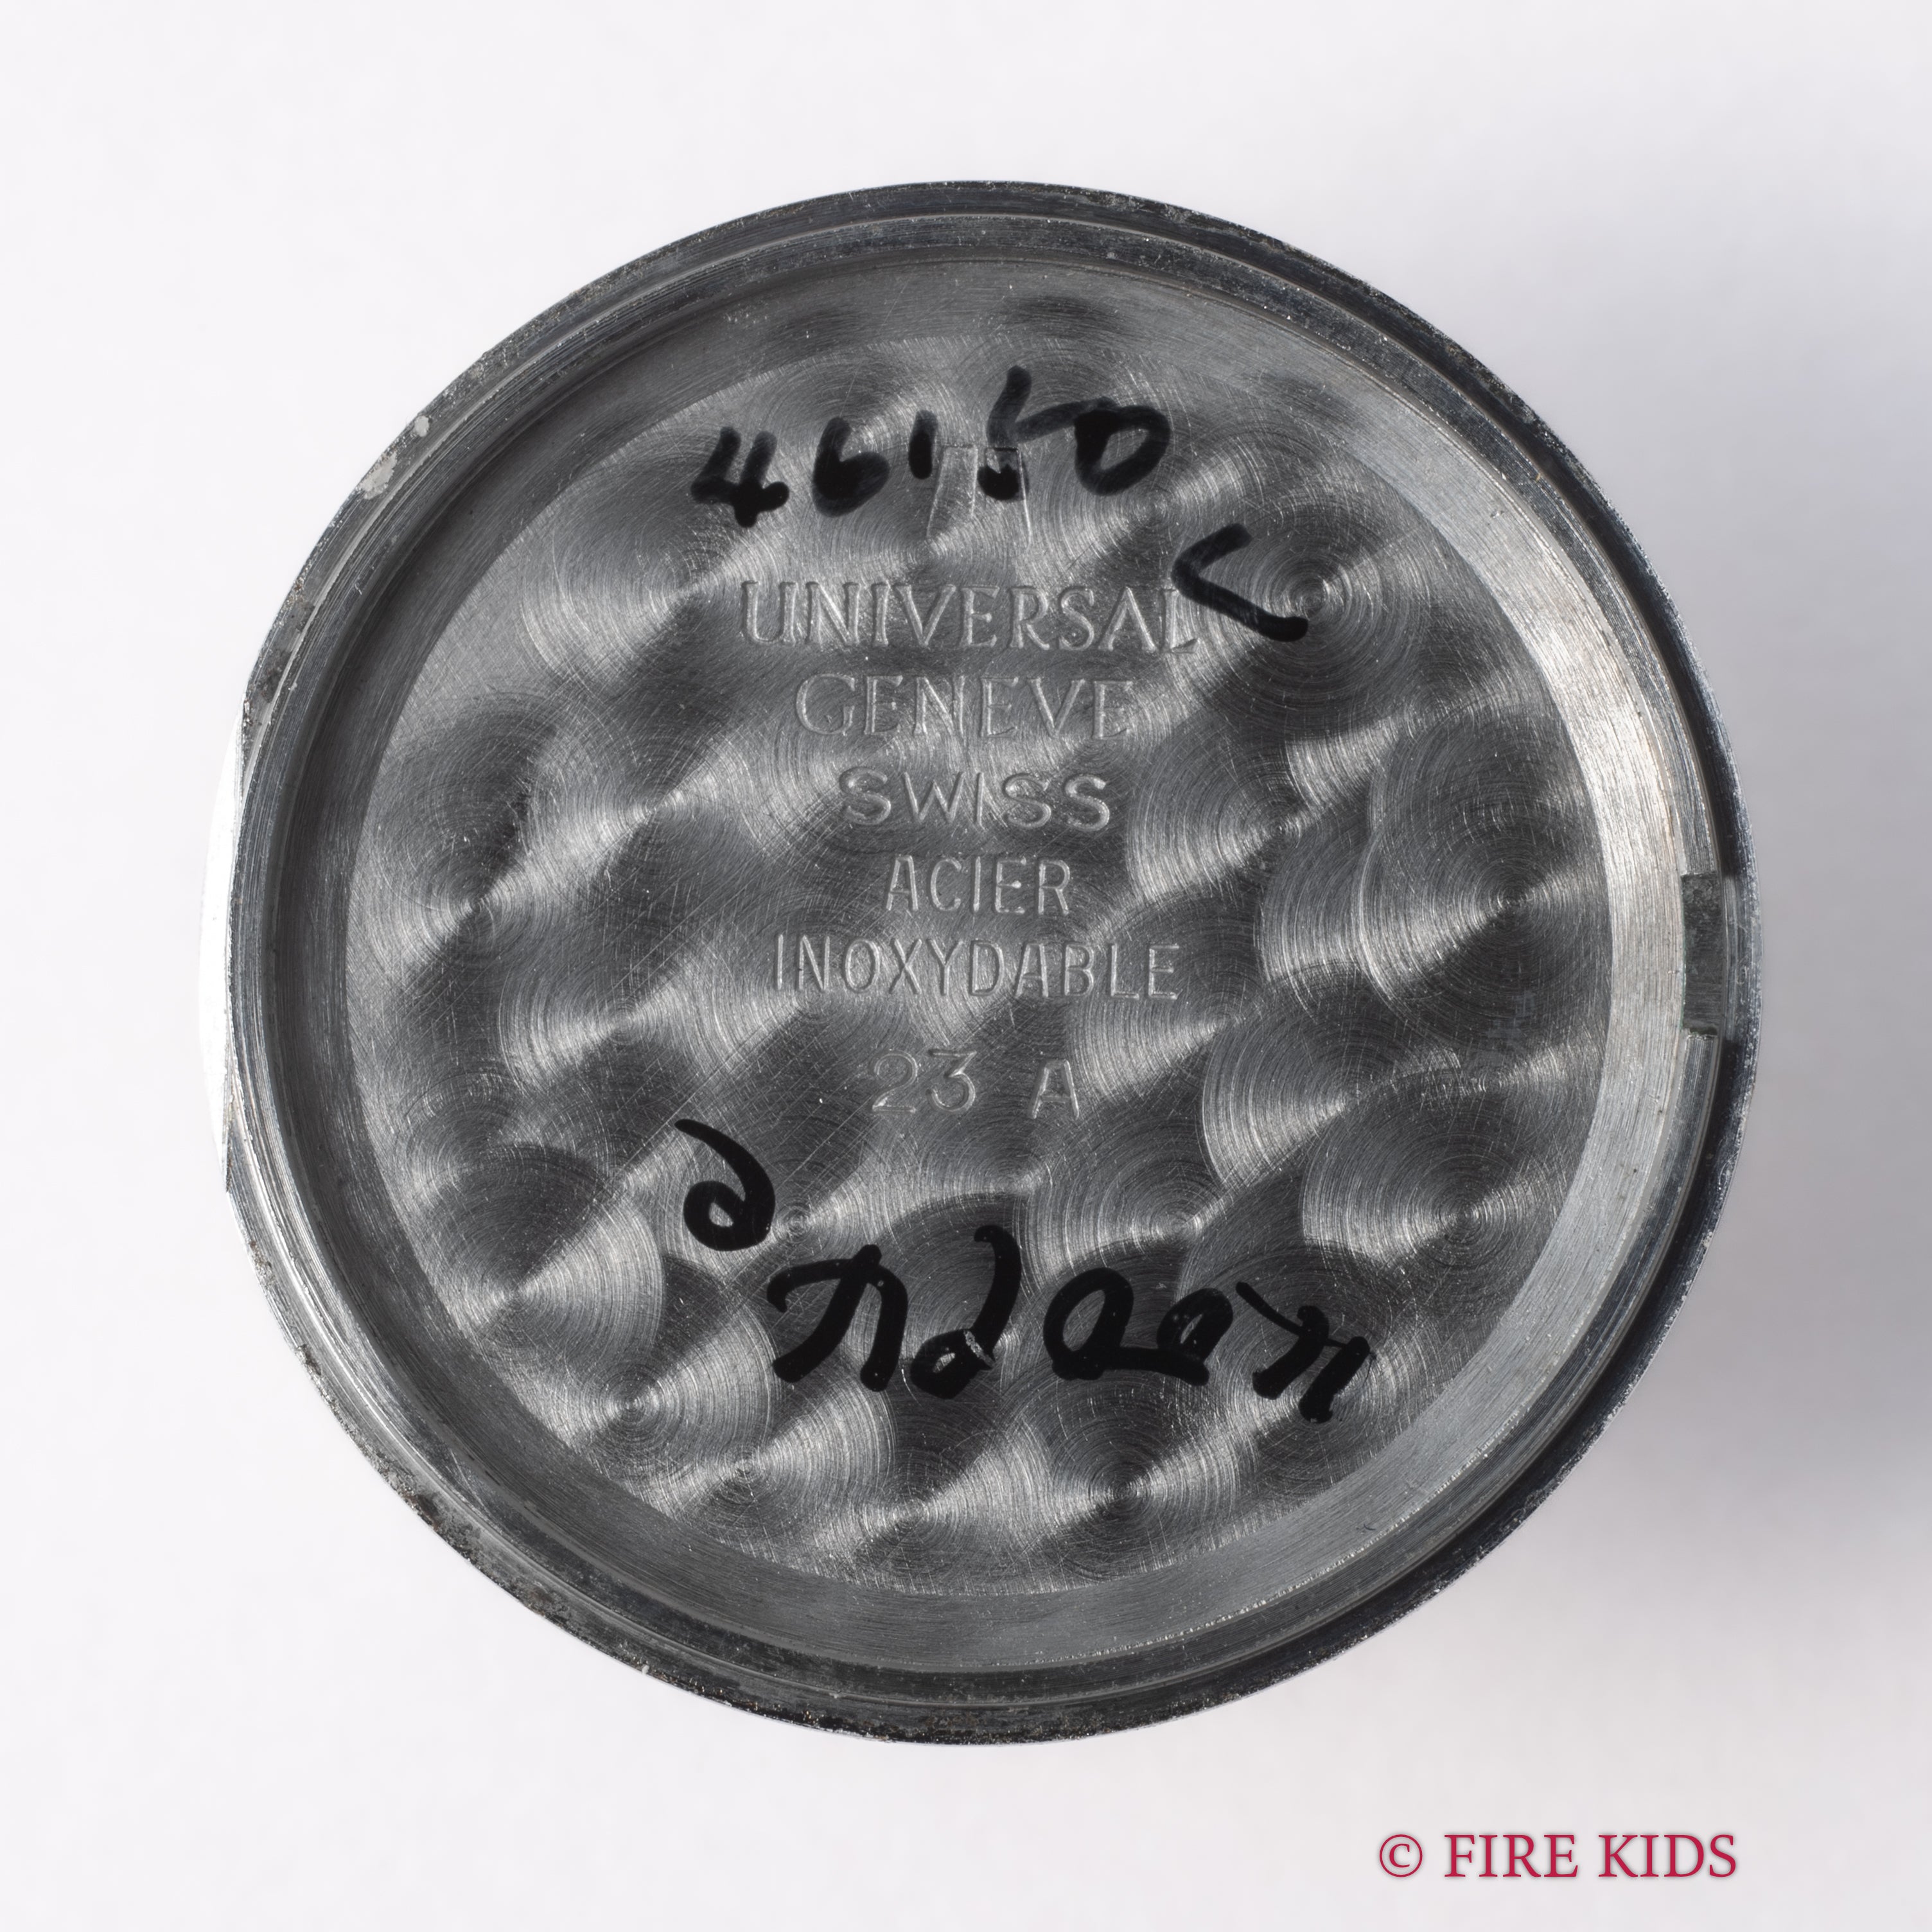 46150
UNIVERSAL
GENEVE
SWISS
ACIER
INOXYDABLE
23 A
© FIRE KIDS